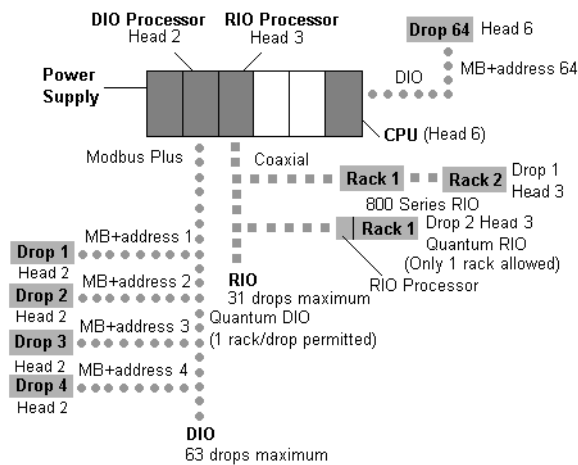 DIO Processor
Head 2
RIO Processor
Head 3
Drop 64
Head 6
Power
Supply
DIO
MB+address 64
CPU (Head 6)
Modbus Plus
Coaxial
Rack 1
Rack 2
Drop 1
Head 3
800 Series RIO
Rack 1
Drop 2 Head 3
Quantum RIO
(Only 1 rack allowed)
RIO Processor
MB+address 1
Drop 1
Head 2
MB+address 2
Drop 2
Head 2
MB+address 3
Drop 3
Head 2
MB+address 4
Drop 4
Head 2
RIO
31 drops maximum
Quantum DIO
(1 rack/drop permitted)
DIO
63 drops maximum